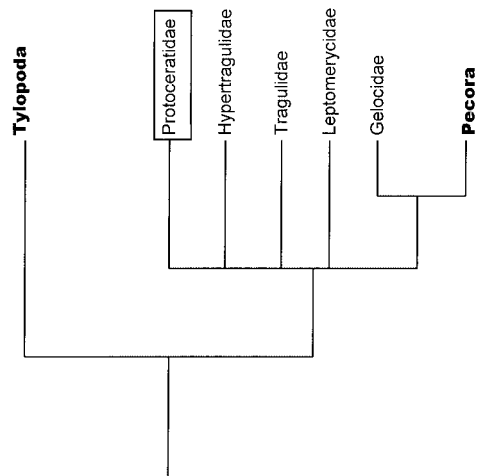 Tylopoda
Protoceratidae
Hypertragulidae
Tragulidae
Leptomerycidae
Gelocidae
Pecora